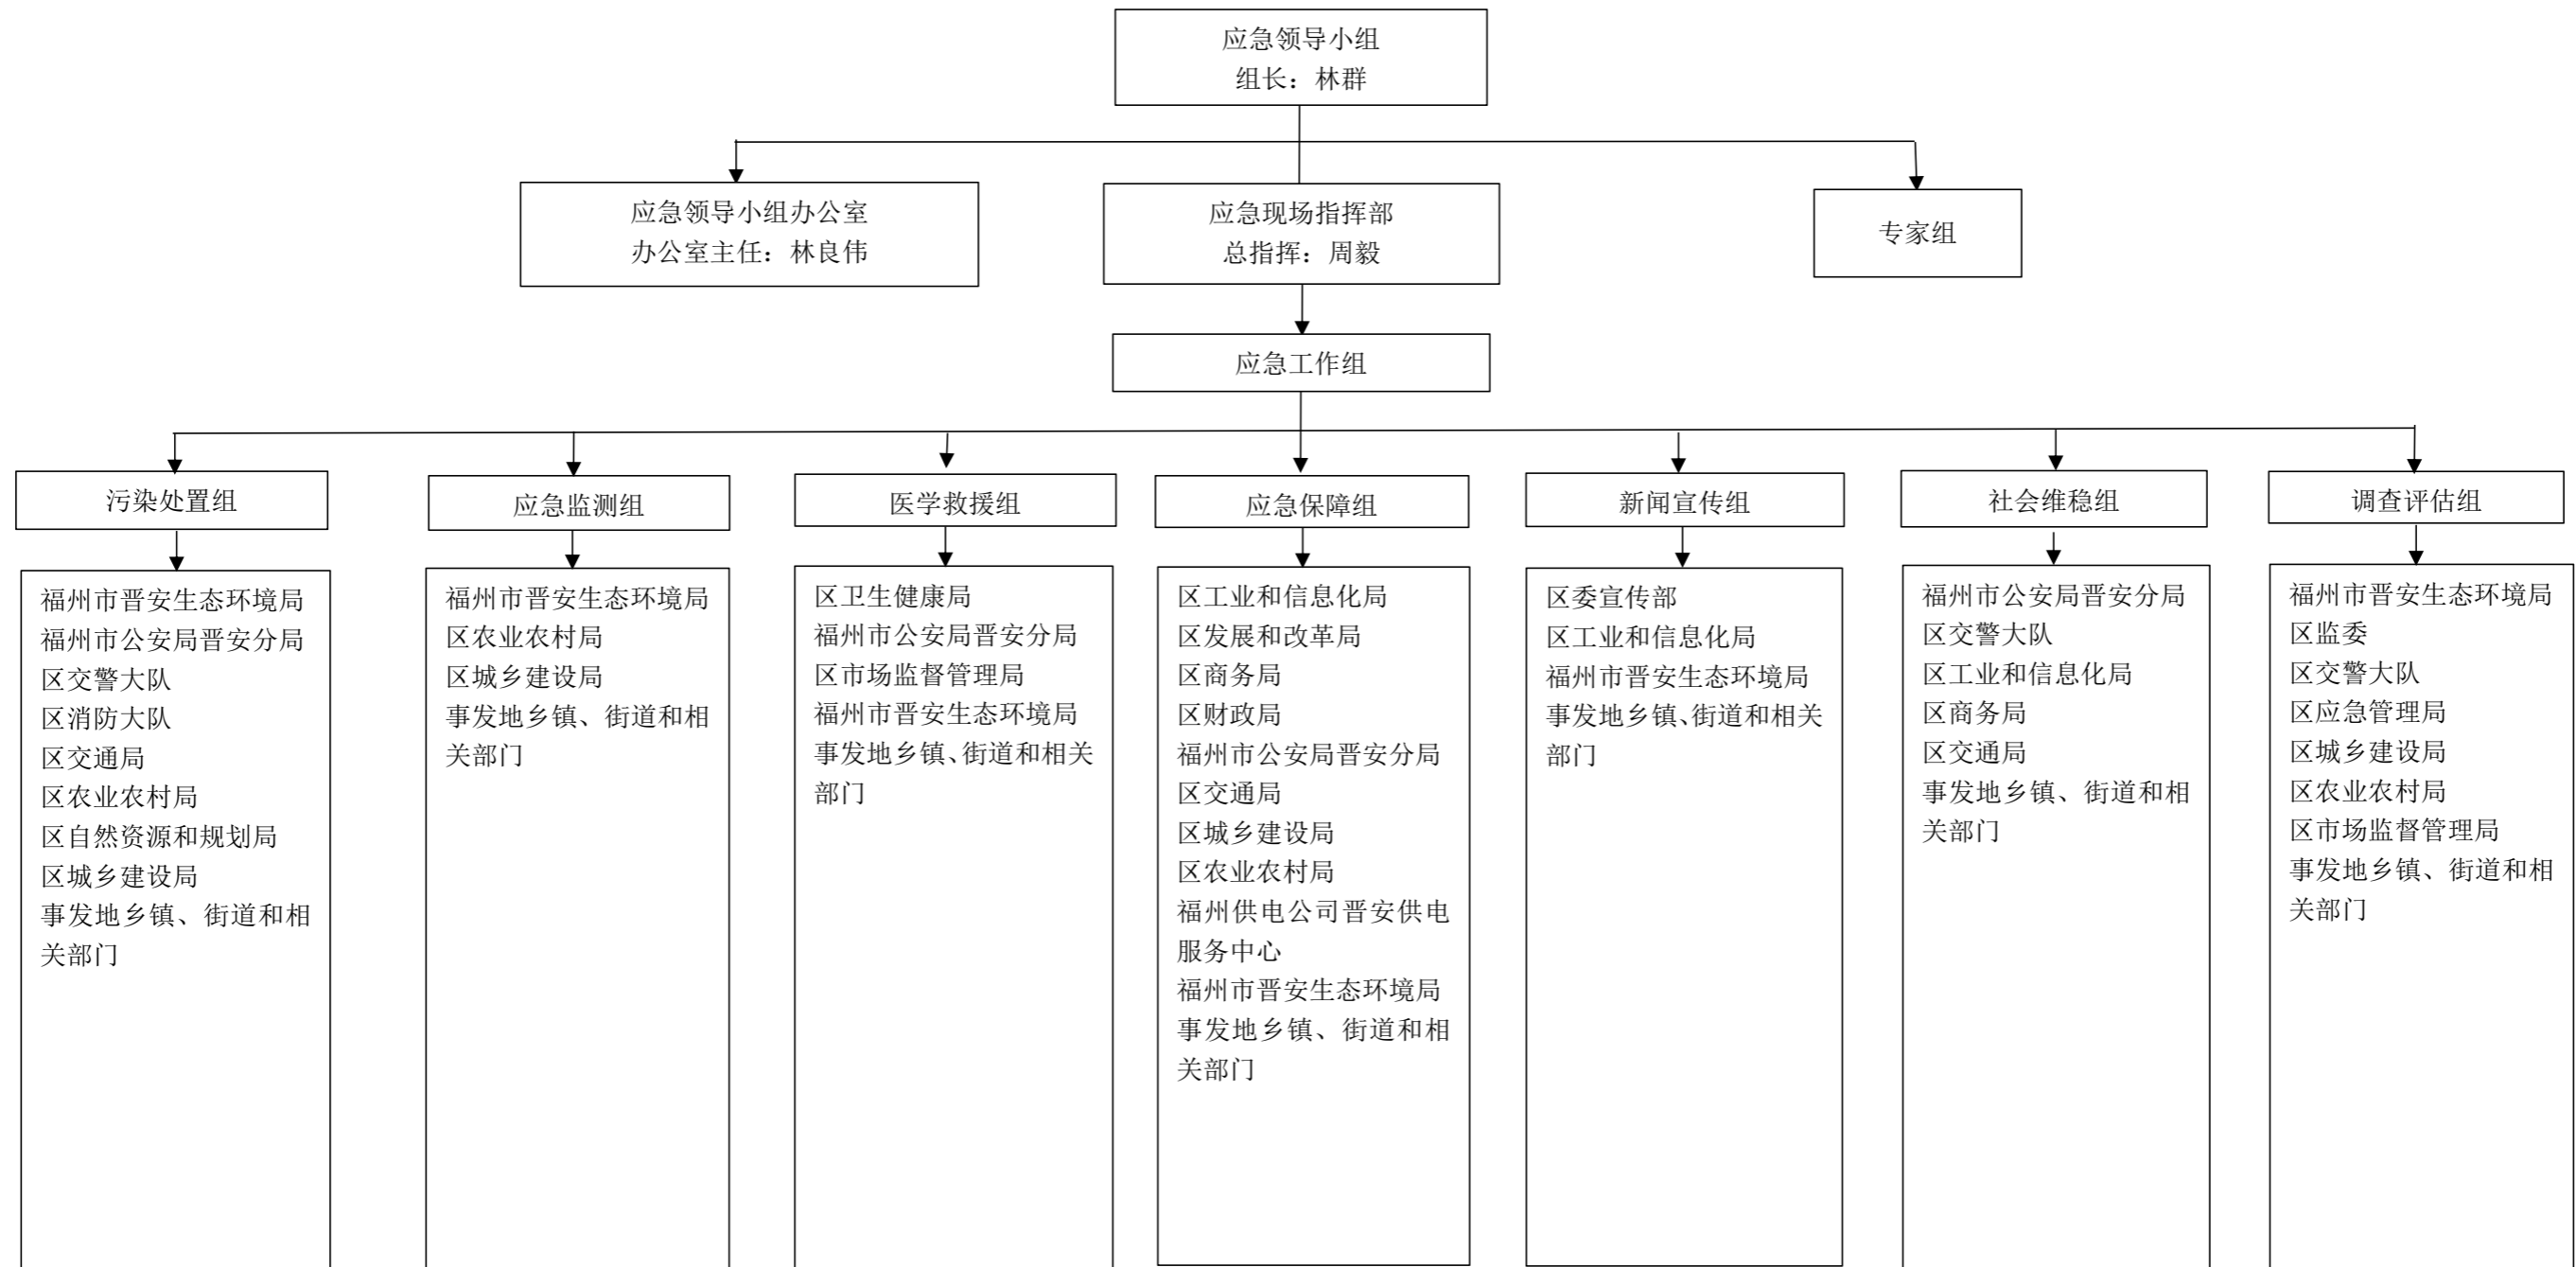 应急领导小组
组长：林群
应急领导小组办公室
办公室主任：林良伟
应急现场指挥部
总指挥：周毅
专家组
应急工作组
污染处置组
应急监测组
医学救援组
应急保障组
新闻宣传组
社会维稳组
调查评估组
福州市晋安生态环境局
福州市公安局晋安分局
区交警大队
区消防大队
区交通局
区农业农村局
区自然资源和规划局
区城乡建设局
事发地乡镇、街道和相
关部门
福州市晋安生态环境局
区农业农村局
区城乡建设局
事发地乡镇、街道和相
关部门
区卫生健康局
福州市公安局晋安分局
区市场监督管理局
福州市晋安生态环境局
事发地乡镇、街道和相关
部门
区工业和信息化局
区发展和改革局
区商务局
区财政局
福州市公安局晋安分局
区交通局
区城乡建设局
区农业农村局
福州供电公司晋安供电
服务中心
福州市晋安生态环境局
事发地乡镇、街道和相
关部门
区委宣传部
区工业和信息化局
福州市晋安生态环境局
事发地乡镇、街道和相关
部门
福州市公安局晋安分局
区交警大队
区工业和信息化局
区商务局
区交通局
事发地乡镇、街道和相
关部门
福州市晋安生态环境局
区监委
区交警大队
区应急管理局
区城乡建设局
区农业农村局
区市场监督管理局
事发地乡镇、街道和相
关部门